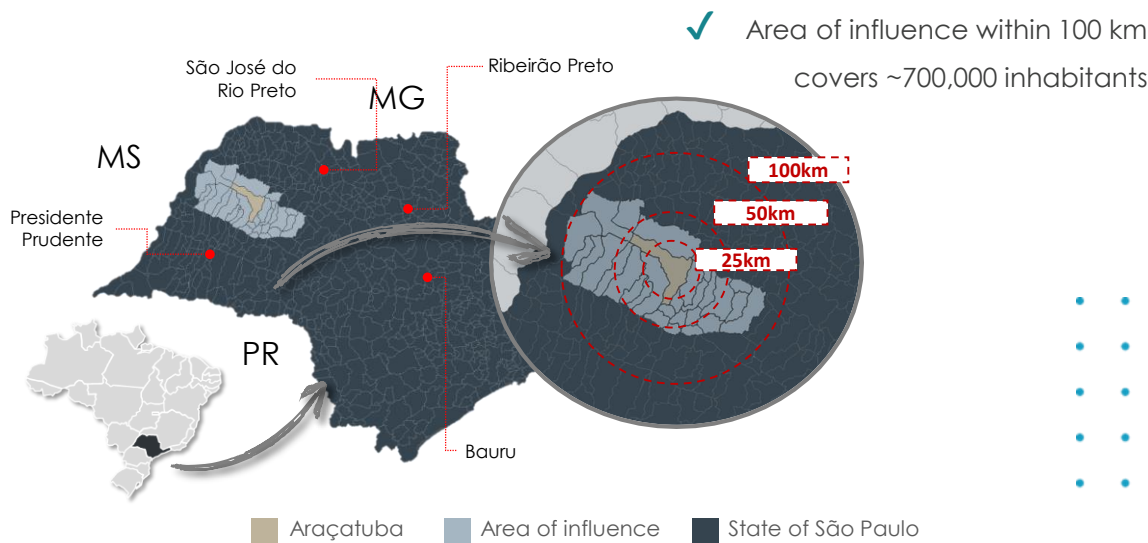 ✓ Area of influence within 100 km
covers ~700,000 inhabitants
São José do
Rio Preto
Ribeirão Preto
MG
MS
Presidente
Prudente
PR
Bauru
100km
50km
25km
Araçatuba
Area of influence
State of São Paulo